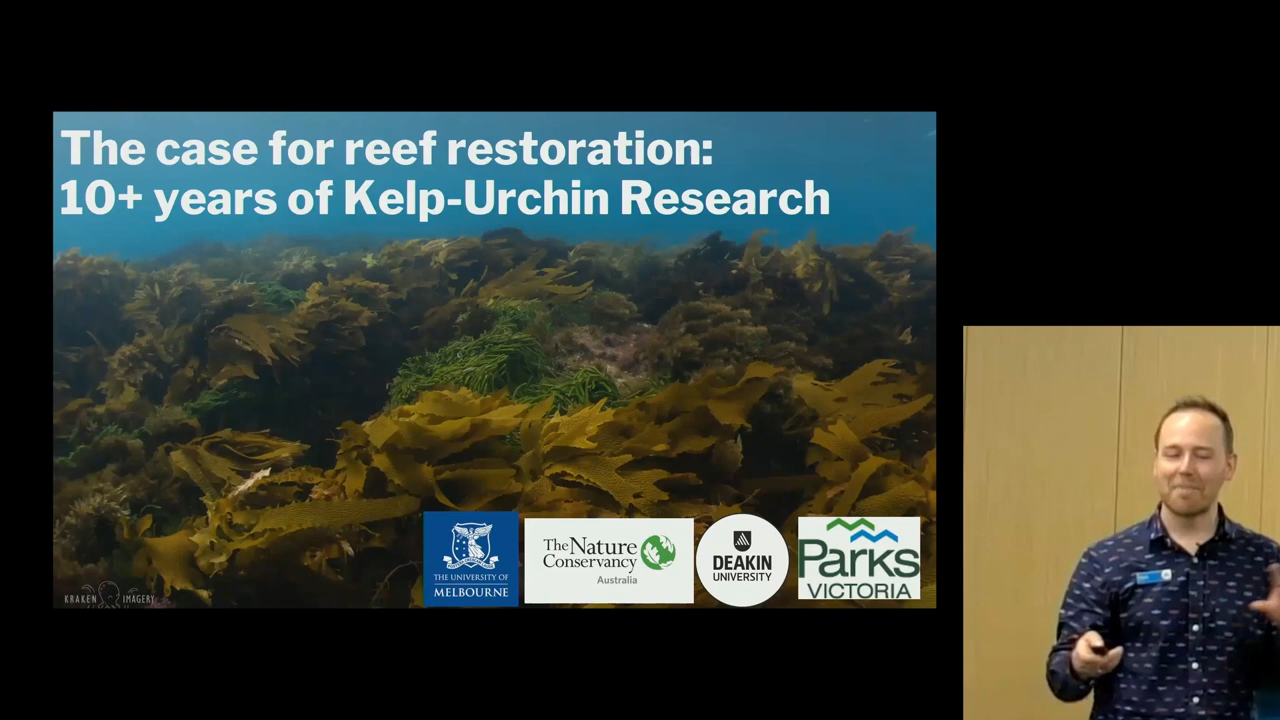 The case for reef restoration:
10+ years of Kelp-Urchin Research
THE UNIVERSITY OF
MELBOURNE
The Nature
Conservancy
Australia
DEAKIN
UNIVERSITY
Parks
VICTORIA
KRAKEN IMAGERY